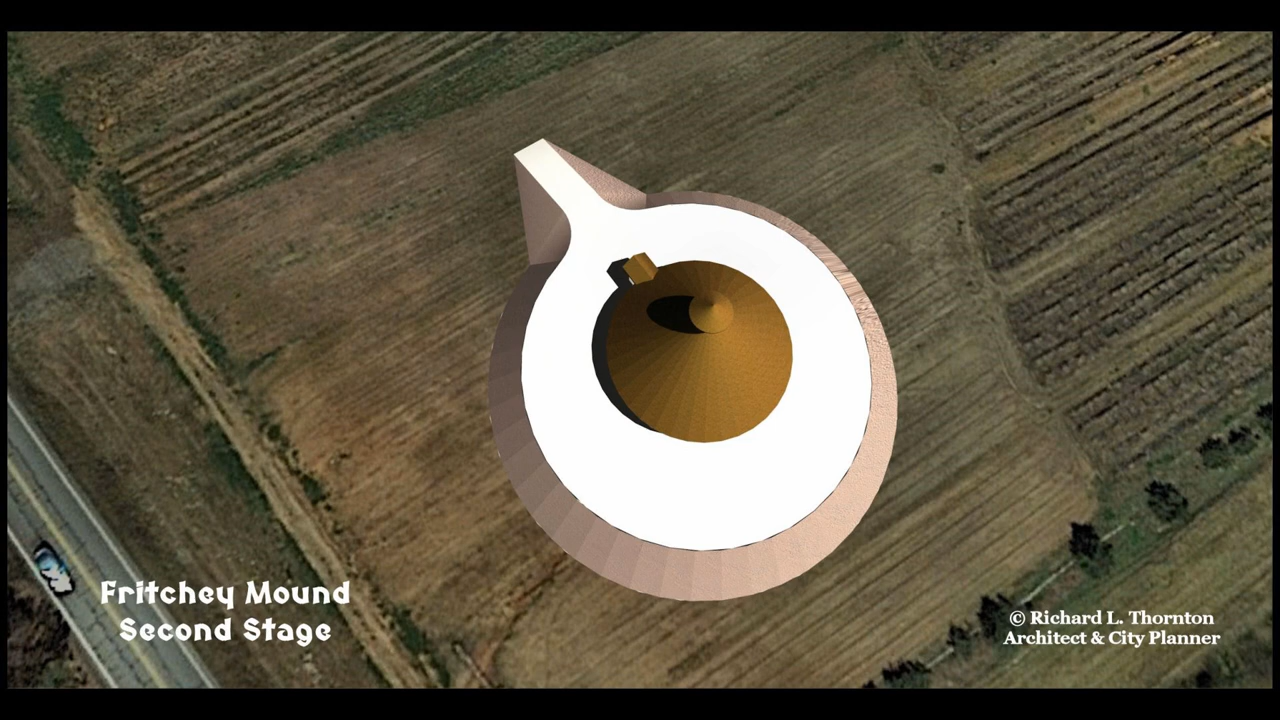 Fritchey Mound
Second Stage
© Richard L. Thornton
Architect & City Planner